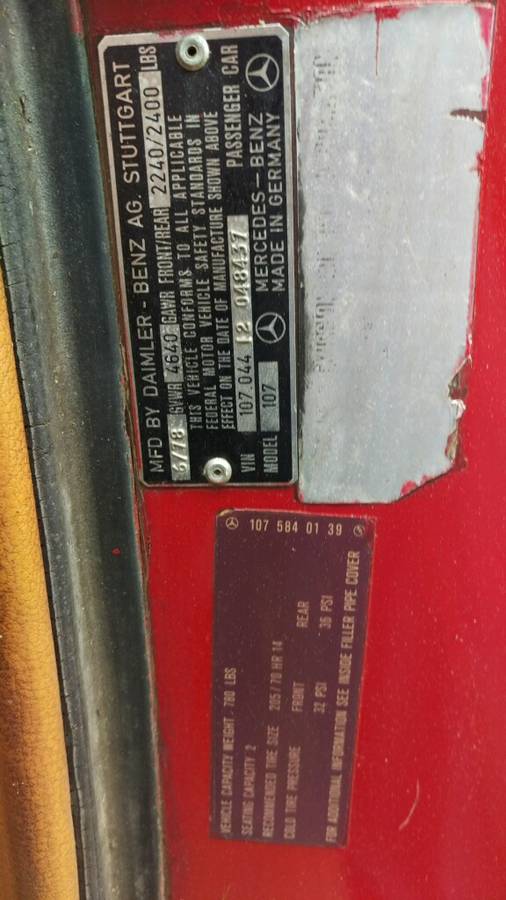 MFD BY DAIMLER-BENZ AG. STUTTGART
6/78 GVWR 4640 GAWR FRONT/REAR 2240/2400 LBS
THIS VEHICLE CONFORMS TO ALL APPLICABLE
FEDERAL MOTOR VEHICLE SAFETY STANDARDS IN
EFFECT ON THE DATE OF MANUFACTURE SHOWN ABOVE
VIN 107.044 12 048437 PASSENGER CAR
MODEL 107 MERCEDES-BENZ
MADE IN GERMANY
107 584 01 39
VEHICLE CAPACITY WEIGHT 780 LBS
SEATING CAPACITY 2
RECOMMENDED TIRE SIZE 205/70 HR 14
COLD TIRE PRESSURE FRONT REAR
32 PSI 36 PSI
FOR ADDITIONAL INFORMATION SEE INSIDE FILLER PIPE COVER